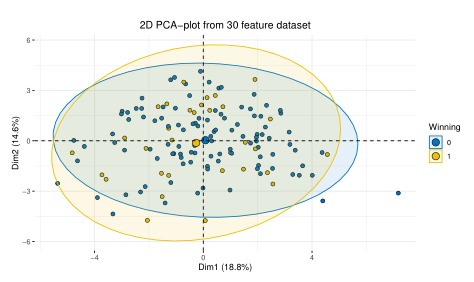 2D PCA-plot from 30 feature dataset
Dim2 (14.6%)
6
3
0
−3
−6
−4
0
4
Dim1 (18.8%)
Winning
0
1